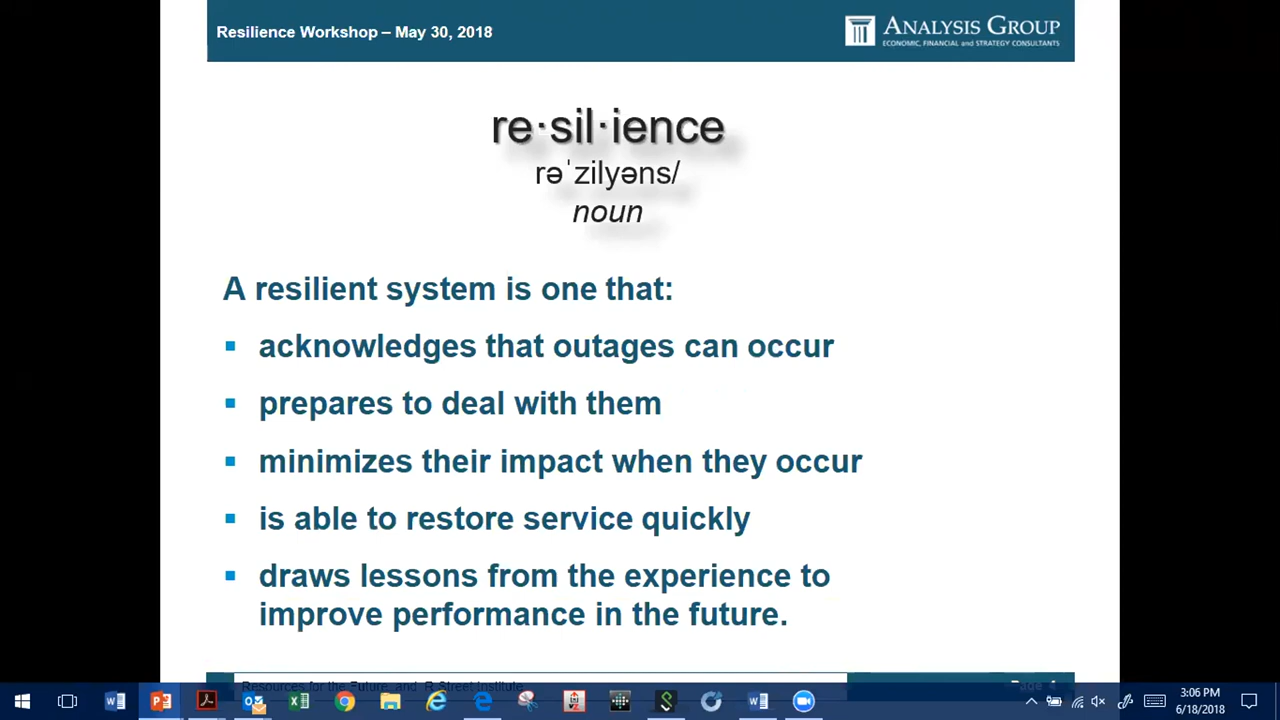 Resilience Workshop – May 30, 2018
ANALYSIS GROUP
ECONOMIC, FINANCIAL and STRATEGY CONSULTANTS
re·sil·ience
rəˈzilyəns/
noun
A resilient system is one that:
▪ acknowledges that outages can occur
▪ prepares to deal with them
▪ minimizes their impact when they occur
▪ is able to restore service quickly
▪ draws lessons from the experience to
improve performance in the future.
Resources for the Future, and R Street Institute
Page 4
3:06 PM
6/18/2018